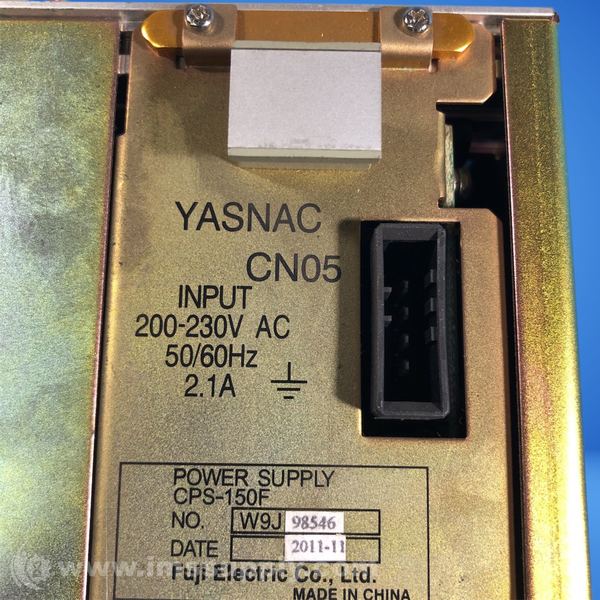 YASNAC
CN05
INPUT
200-230V AC
50/60Hz
2.1A
POWER SUPPLY
CPS-150F
NO. W9J 98546
DATE 2011-11
Fuji Electric Co., Ltd.
MADE IN CHINA